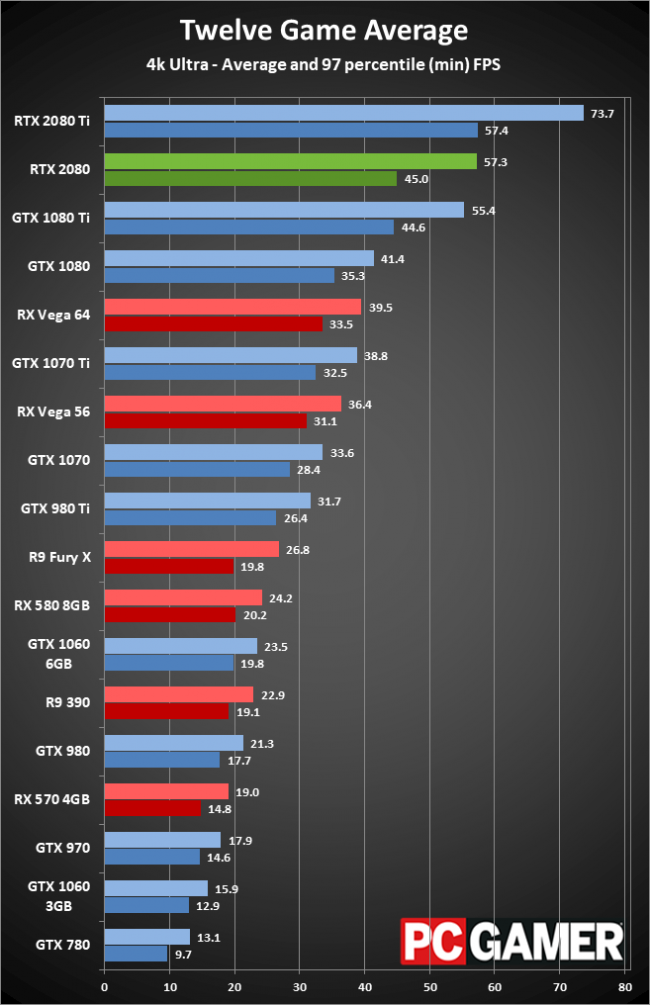 Twelve Game Average
4k Ultra - Average and 97 percentile (min) FPS
RTX 2080 Ti
73.7
57.4
RTX 2080
57.3
45.0
GTX 1080 Ti
55.4
44.6
GTX 1080
41.4
35.3
RX Vega 64
39.5
33.5
GTX 1070 Ti
38.8
32.5
RX Vega 56
36.4
31.1
GTX 1070
33.6
28.4
GTX 980 Ti
31.7
26.4
R9 Fury X
26.8
19.8
RX 580 8GB
24.2
20.2
GTX 1060
6GB
23.5
19.8
R9 390
22.9
19.1
GTX 980
21.3
17.7
RX 570 4GB
19.0
14.8
GTX 970
17.9
14.6
GTX 1060
3GB
15.9
12.9
GTX 780
13.1
9.7
PC GAMER
0 10 20 30 40 50 60 70 80